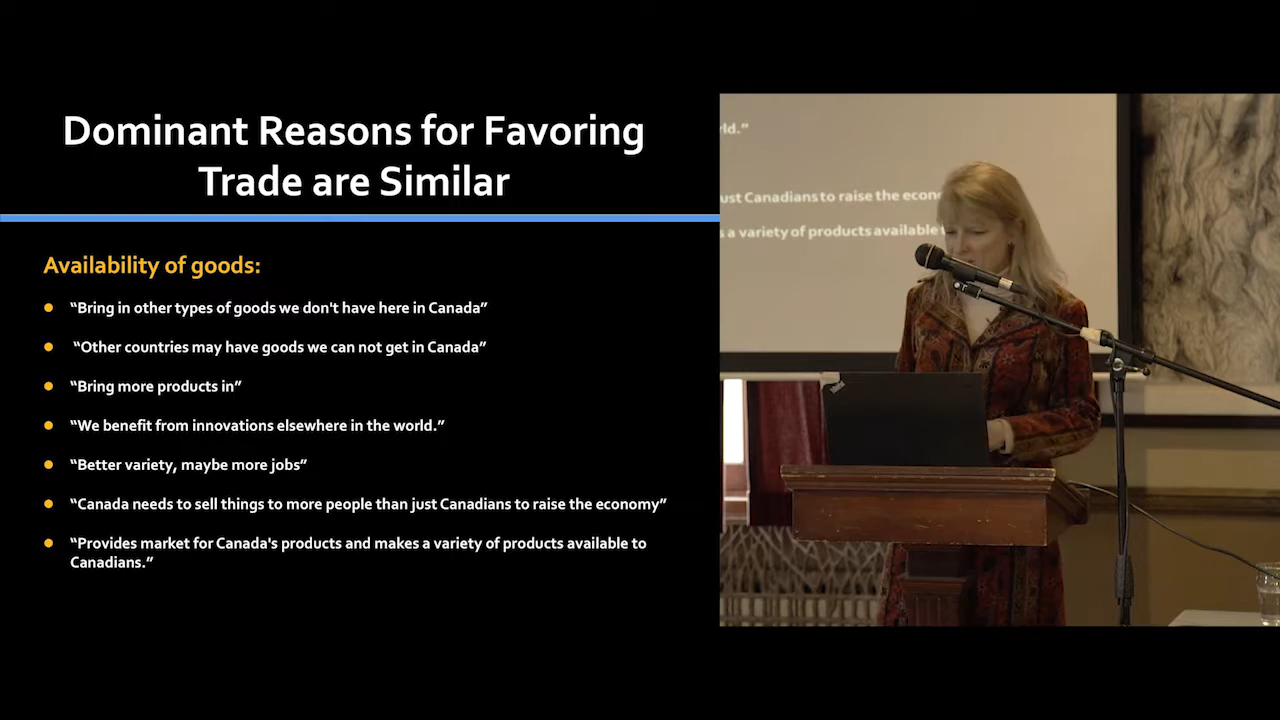 Dominant Reasons for Favoring
Trade are Similar
Availability of goods:
“Bring in other types of goods we don't have here in Canada”
“Other countries may have goods we can not get in Canada”
“Bring more products in”
“We benefit from innovations elsewhere in the world.”
“Better variety, maybe more jobs”
“Canada needs to sell things to more people than just Canadians to raise the economy”
“Provides market for Canada's products and makes a variety of products available to
Canadians.”
ld.”
ust Canadians to raise the econo
s a variety of products available